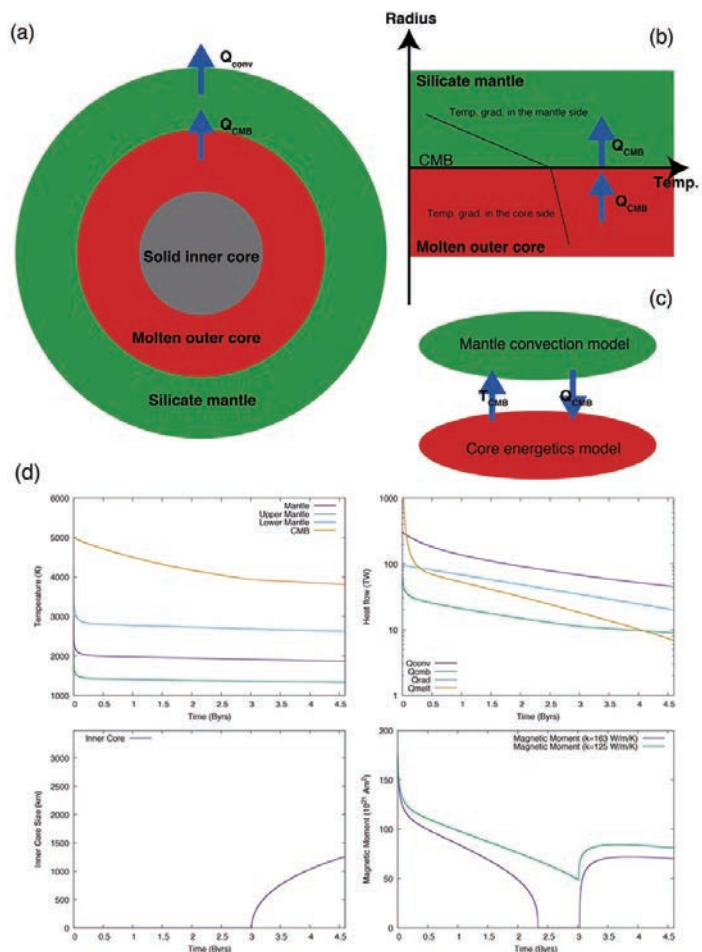 (a)
Q_conv
Q_CMB
Solid inner core
Molten outer core
Silicate mantle
Radius
(b)
Silicate mantle
Temp. grad. in the mantle side
Q_CMB
CMB
Temp.
Temp. grad. in the core side
Q_CMB
Molten outer core
(c)
Mantle convection model
T_CMB
Q_CMB
Core energetics model
(d)
6000
5000
4000
3000
2000
1000
Temperature (K)
Mantle
Upper Mantle
Lower Mantle
CMB
0 0.5 1 1.5 2 2.5 3 3.5 4 4.5
Time (Byrs)
1000
100
10
1
Heat flow (TW)
Qconv
Qcmb
Qrad
Qmelt
0 0.5 1 1.5 2 2.5 3 3.5 4 4.5
Time (Byrs)
Inner Core
3000
2500
2000
1500
1000
500
0
Inner Core Size (km)
0 0.5 1 1.5 2 2.5 3 3.5 4 4.5
Time (Byrs)
Magnetic Moment (k=163 W/m/K)
Magnetic Moment (k=125 W/m/K)
200
150
100
50
0
Magnetic Moment (10²¹ Am²)
0 0.5 1 1.5 2 2.5 3 3.5 4 4.5
Time (Byrs)